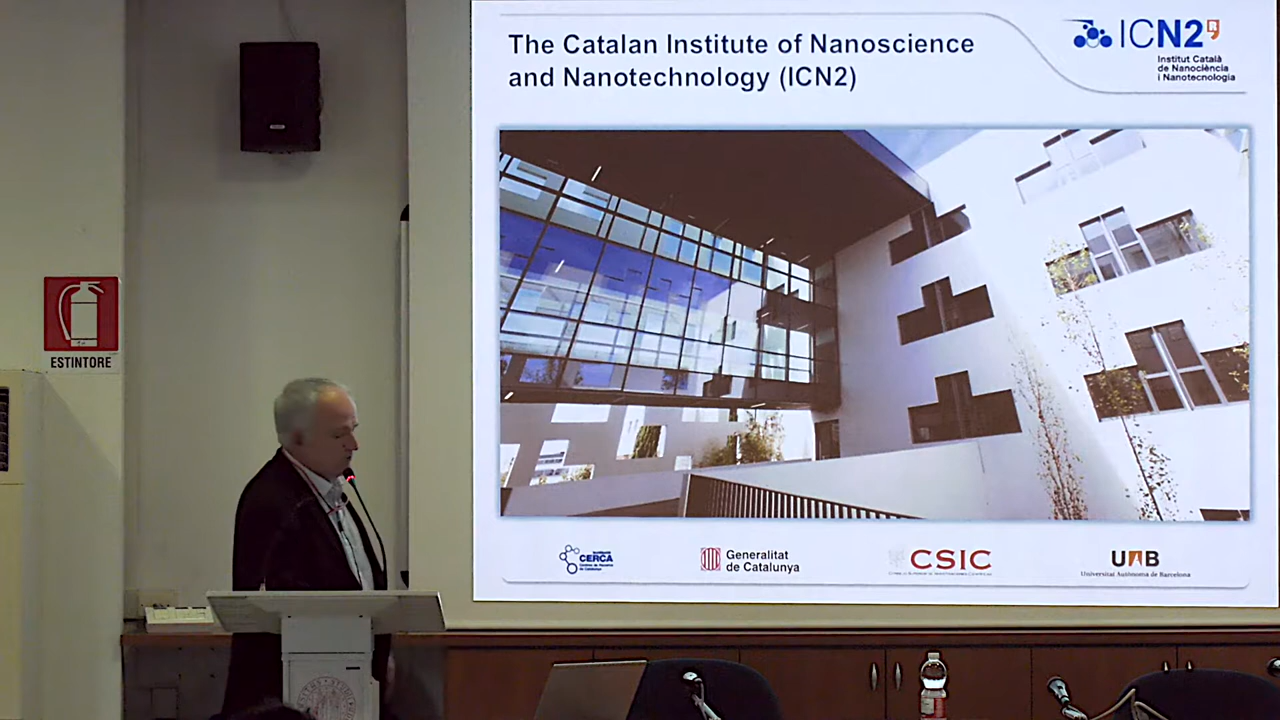 The Catalan Institute of Nanoscience
and Nanotechnology (ICN2)
ICN2
Institut Català
de Nanociència
i Nanotecnologia
ESTINTORE
CERCA
Generalitat
de Catalunya
CSIC
UAB
Universitat Autònoma de Barcelona